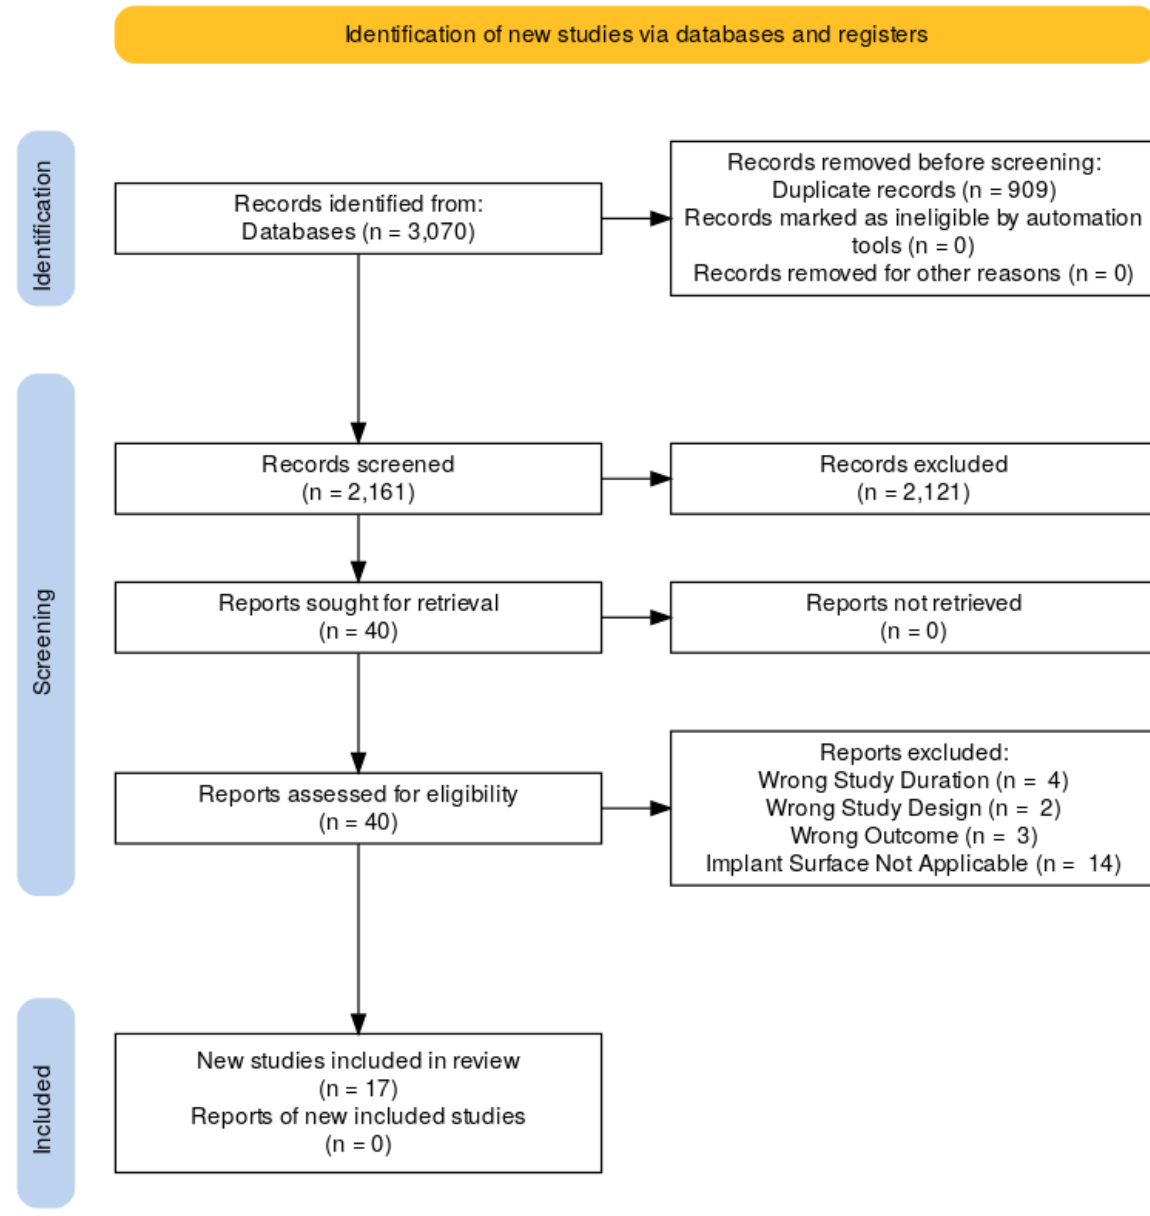 Identification of new studies via databases and registers
Identification
Records identified from:
Databases (n = 3,070)
Records removed before screening:
Duplicate records (n = 909)
Records marked as ineligible by automation
tools (n = 0)
Records removed for other reasons (n = 0)
Screening
Records screened
(n = 2,161)
Records excluded
(n = 2,121)
Reports sought for retrieval
(n = 40)
Reports not retrieved
(n = 0)
Reports assessed for eligibility
(n = 40)
Reports excluded:
Wrong Study Duration (n = 4)
Wrong Study Design (n = 2)
Wrong Outcome (n = 3)
Implant Surface Not Applicable (n = 14)
Included
New studies included in review
(n = 17)
Reports of new included studies
(n = 0)